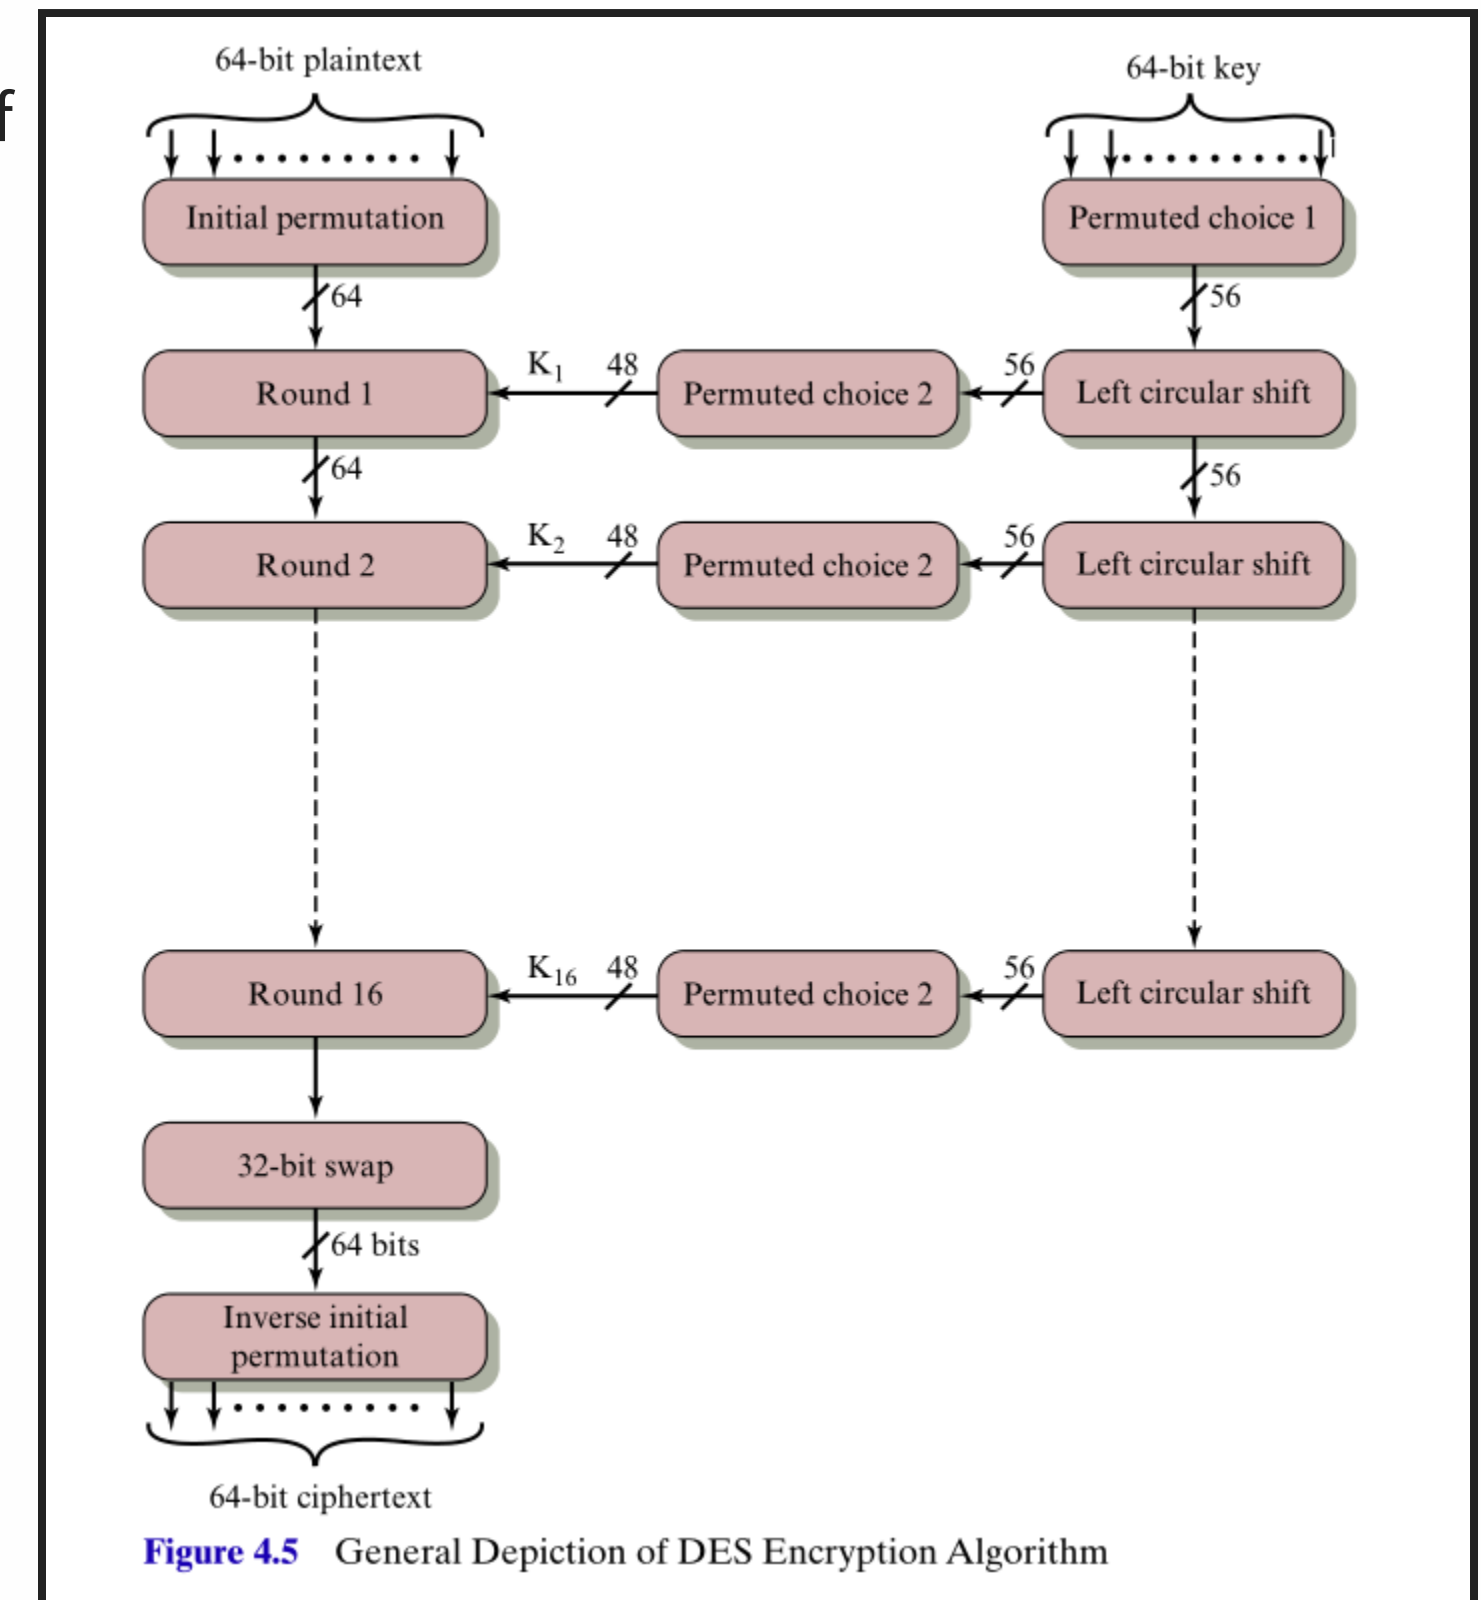 f
64-bit plaintext
64-bit key
Initial permutation
Permuted choice 1
64
56
Round 1
K1
48
Permuted choice 2
56
Left circular shift
64
56
Round 2
K2
48
Permuted choice 2
56
Left circular shift
Round 16
K16
48
Permuted choice 2
56
Left circular shift
32-bit swap
64 bits
Inverse initial
permutation
64-bit ciphertext
Figure 4.5 General Depiction of DES Encryption Algorithm